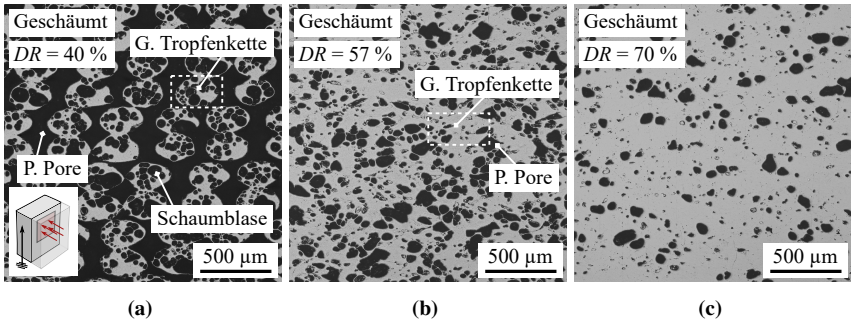 Geschäumt
DR = 40 %
G. Tropfenkette
P. Pore
Schaumblase
500 µm
(a)
Geschäumt
DR = 57 %
G. Tropfenkette
P. Pore
500 µm
(b)
Geschäumt
DR = 70 %
500 µm
(c)